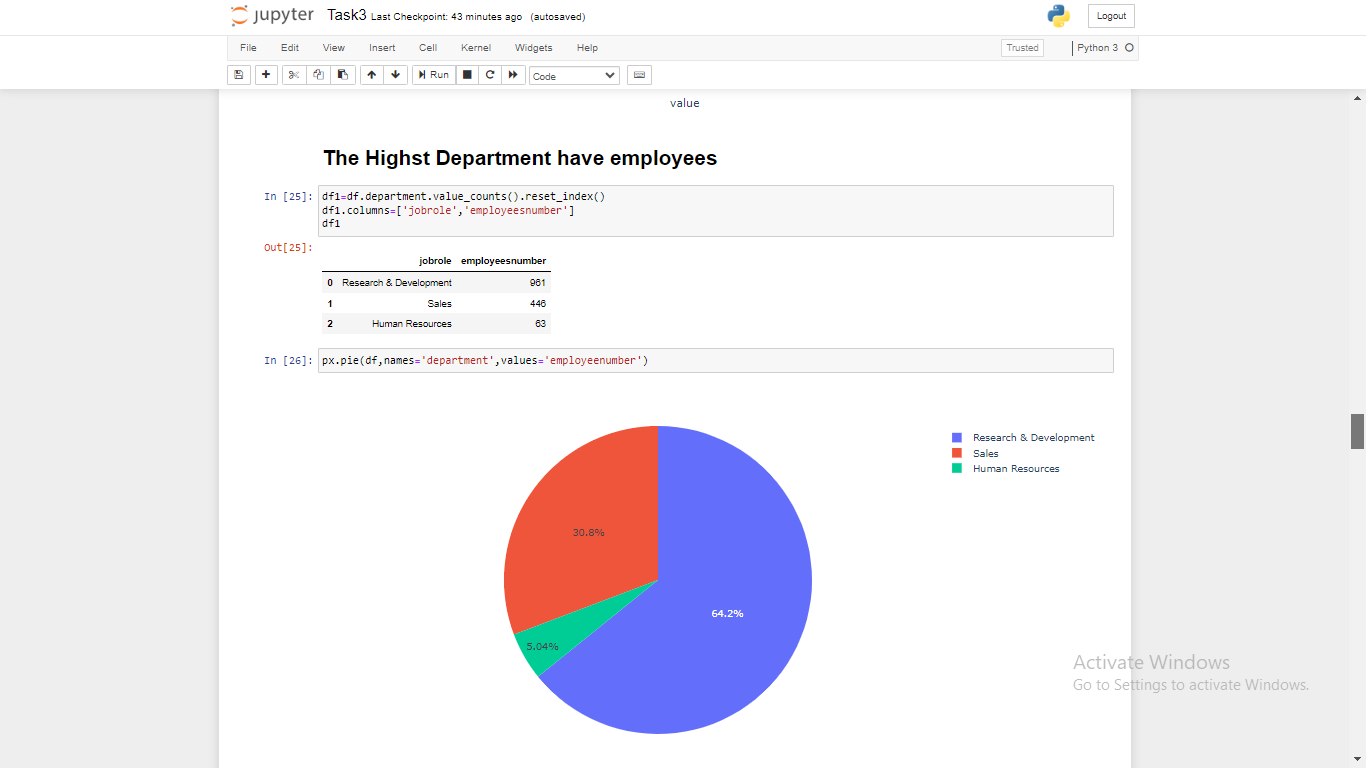 jupyter Task3 Last Checkpoint: 43 minutes ago (autosaved)
Logout
File Edit View Insert Cell Kernel Widgets Help
Trusted Python 3
Run Code
value
The Highst Department have employees
In [25]: df1=df.department.value_counts().reset_index()
df1.columns=['jobrole','employeesnumber']
df1
Out[25]:
jobrole employeesnumber
0 Research & Development 961
1 Sales 446
2 Human Resources 63
In [26]: px.pie(df,names='department',values='employeenumber')
Research & Development
Sales
Human Resources
30.8%
64.2%
5.04%
Activate Windows
Go to Settings to activate Windows.